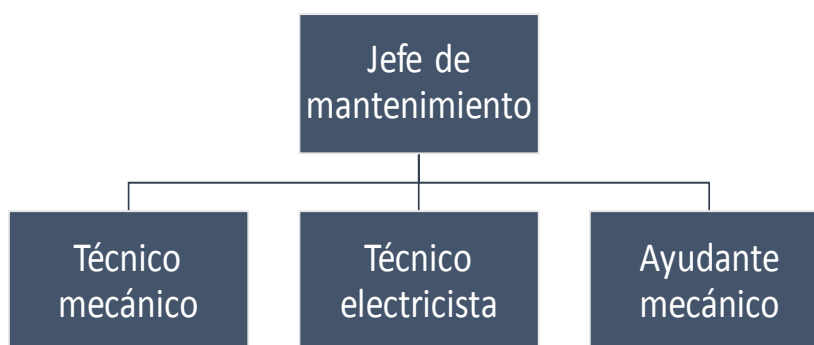 Jefe de
mantenimiento
Técnico
mecánico
Técnico
electricista
Ayudante
mecánico